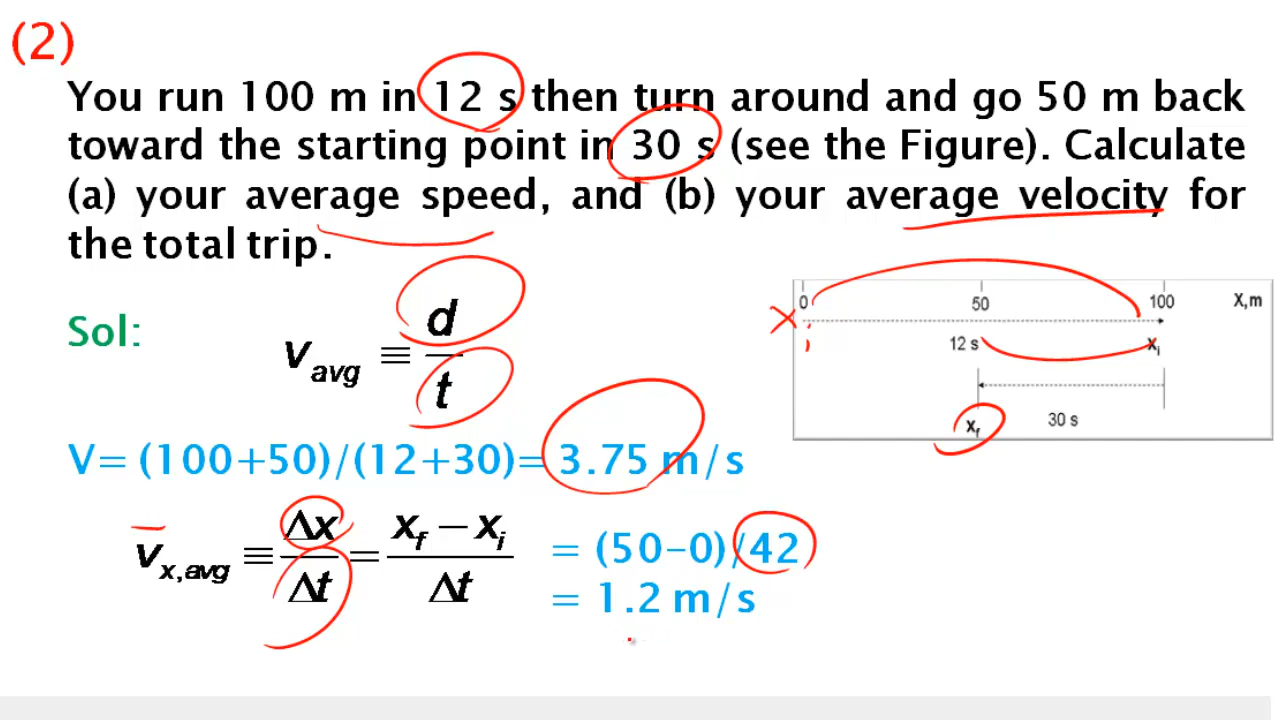 (2)
You run 100 m in 12 s then turn around and go 50 m back
toward the starting point in 30 s (see the Figure). Calculate
(a) your average speed, and (b) your average velocity for
the total trip.
Sol:
v_avg ≡ d/t
0 50 100 X,m
X_i
12 s x_i
x_f 30 s
V= (100+50)/(12+30)= 3.75 m/s
v_x,avg ≡ Δx/Δt = (x_f − x_i)/Δt = (50-0)/42
= 1.2 m/s